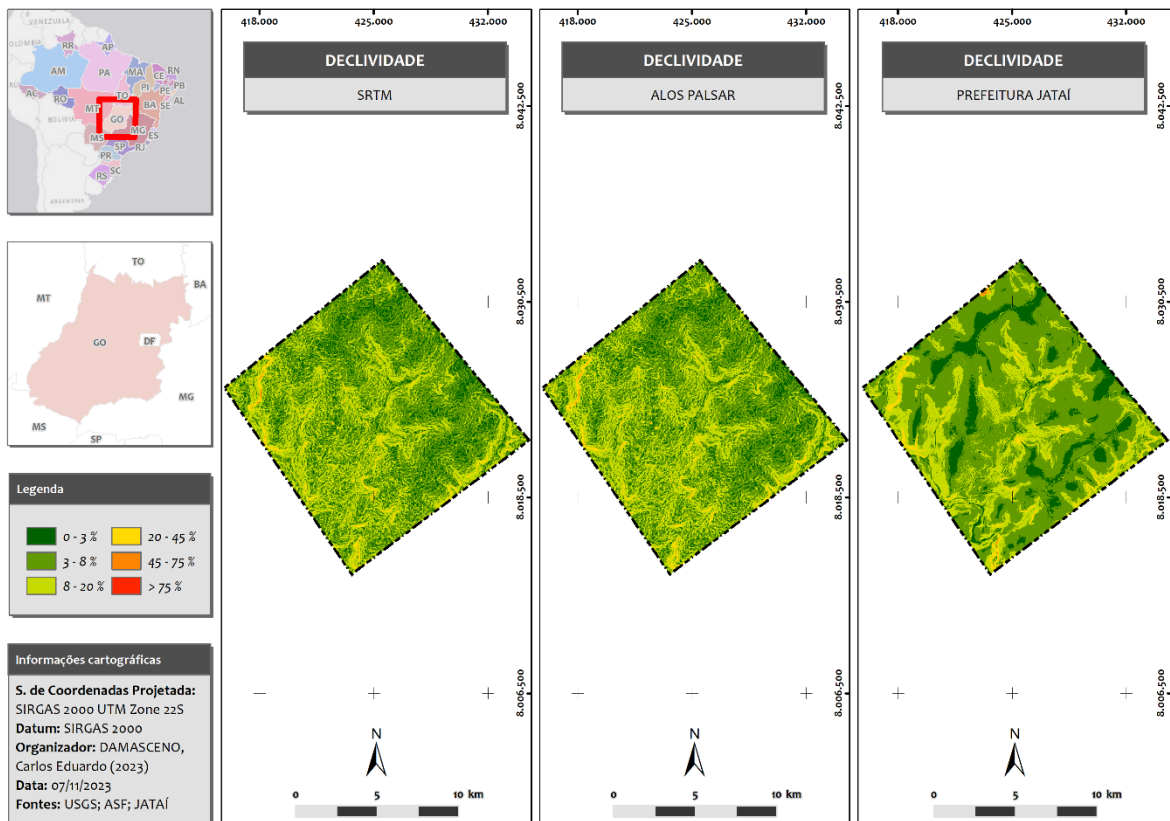 VENEZUELA
COLOMBIA
RR
AP
AM
PA
MA
CE
RN
PI
PB
PE
AC
RO
TO
SE
AL
MT
BA
BOLIVIA
GO
MG
ES
MS
SP
RJ
PR
SC
RS
ARGENTINA
TO
BA
MT
GO
DF
MG
MS
SP
Legenda
0 - 3 %
20 - 45 %
3 - 8 %
45 - 75 %
8 - 20 %
> 75 %
Informações cartográficas
S. de Coordenadas Projetada:
SIRGAS 2000 UTM Zone 22S
Datum: SIRGAS 2000
Organizador: DAMASCENO,
Carlos Eduardo (2023)
Data: 07/11/2023
Fontes: USGS; ASF; JATAÍ
418.000
425.000
432.000
DECLIVIDADE
SRTM
8.042.500
8.030.500
8.018.500
8.006.500
N
0
5
10 km
418.000
425.000
432.000
DECLIVIDADE
ALOS PALSAR
8.042.500
8.030.500
8.018.500
8.006.500
N
0
5
10 km
418.000
425.000
432.000
DECLIVIDADE
PREFEITURA JATAÍ
8.042.500
8.030.500
8.018.500
8.006.500
N
0
5
10 km